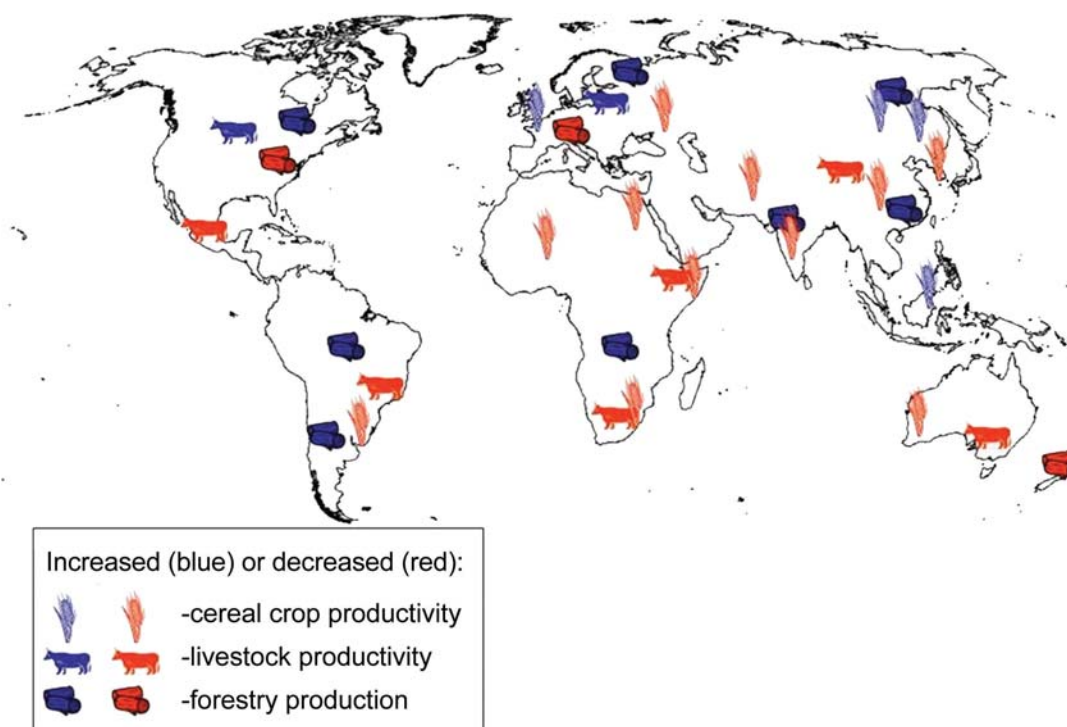 Increased (blue) or decreased (red):
-cereal crop productivity
-livestock productivity
-forestry production